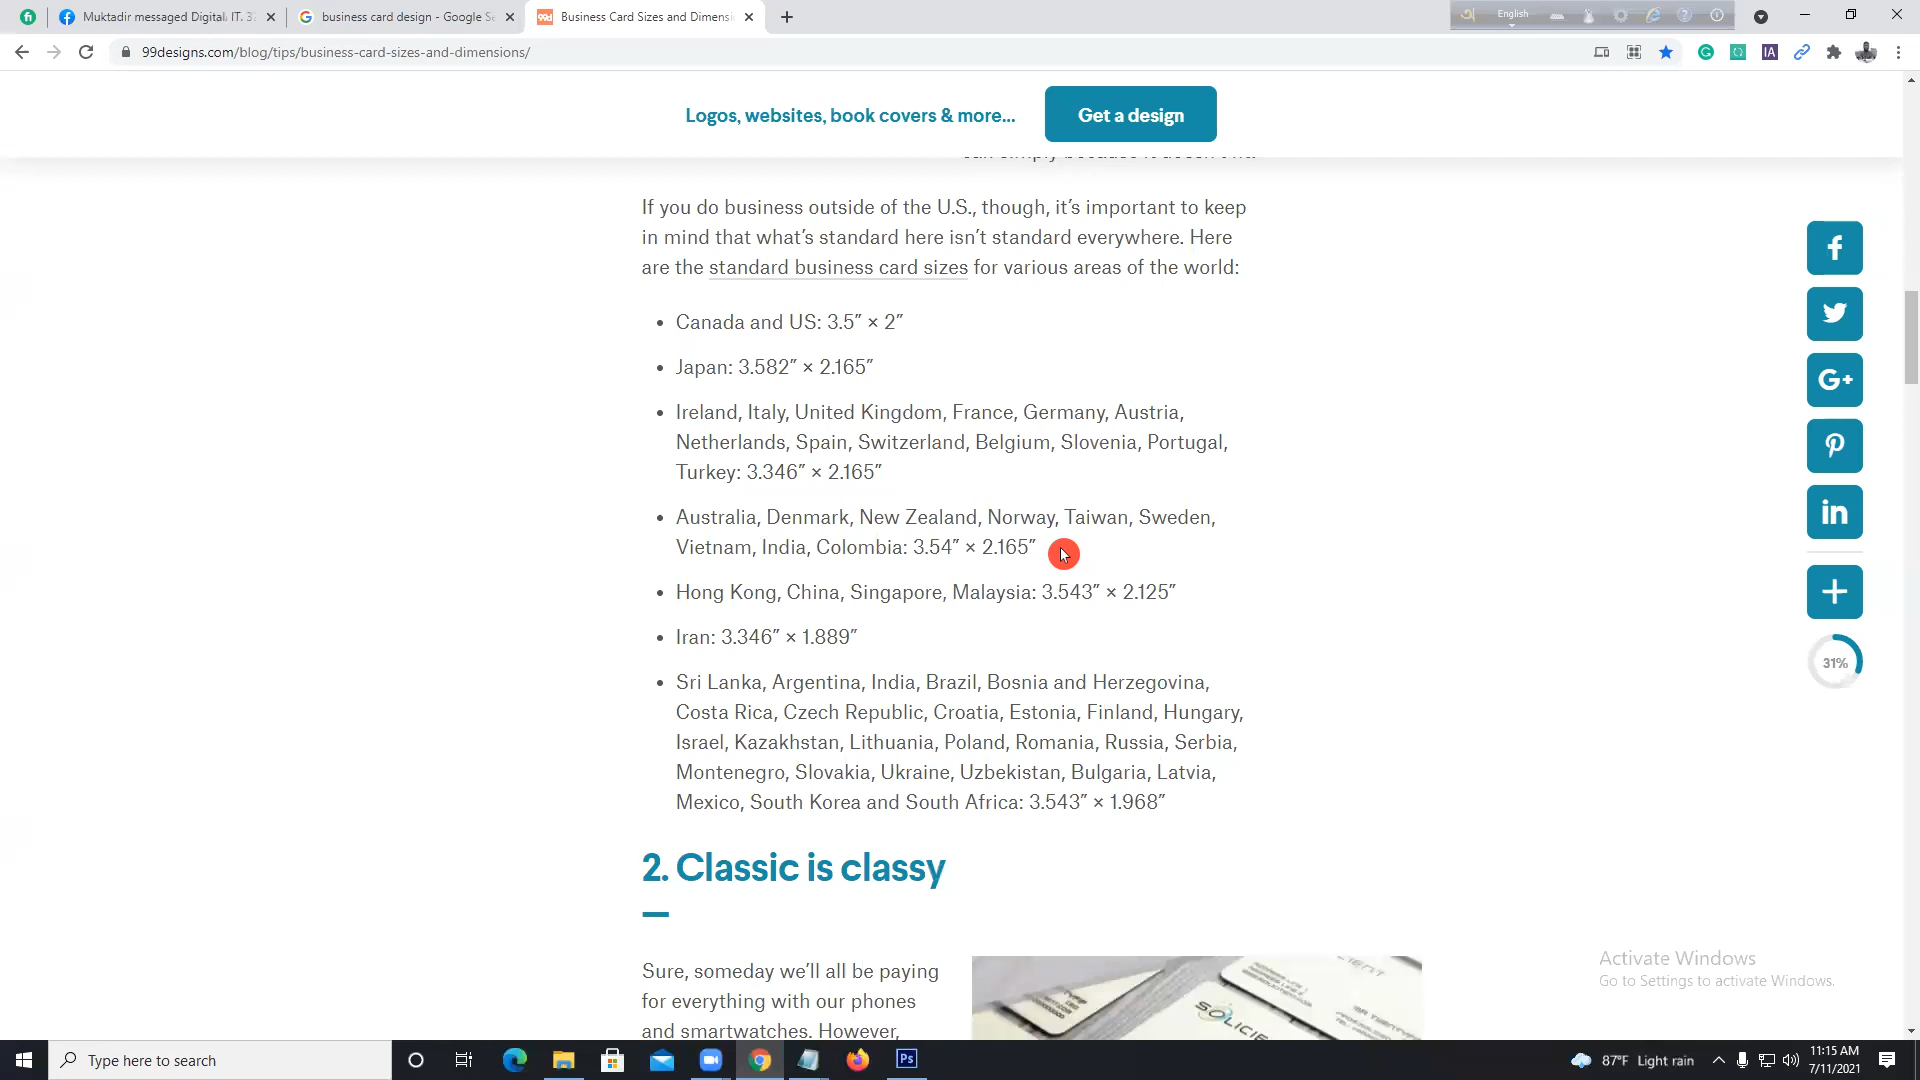 Muktadir messaged Digital IT. 3
business card design - Google Se
99d
Business Card Sizes and Dimensi
English
99designs.com/blog/tips/business-card-sizes-and-dimensions/
IA
Logos, websites, book covers & more...
Get a design
If you do business outside of the U.S., though, it’s important to keep
in mind that what’s standard here isn’t standard everywhere. Here
are the standard business card sizes for various areas of the world:
• Canada and US: 3.5” × 2”
• Japan: 3.582” × 2.165”
• Ireland, Italy, United Kingdom, France, Germany, Austria,
Netherlands, Spain, Switzerland, Belgium, Slovenia, Portugal,
Turkey: 3.346” × 2.165”
• Australia, Denmark, New Zealand, Norway, Taiwan, Sweden,
Vietnam, India, Colombia: 3.54” × 2.165”
• Hong Kong, China, Singapore, Malaysia: 3.543” × 2.125”
• Iran: 3.346” × 1.889”
• Sri Lanka, Argentina, India, Brazil, Bosnia and Herzegovina,
Costa Rica, Czech Republic, Croatia, Estonia, Finland, Hungary,
Israel, Kazakhstan, Lithuania, Poland, Romania, Russia, Serbia,
Montenegro, Slovakia, Ukraine, Uzbekistan, Bulgaria, Latvia,
Mexico, South Korea and South Africa: 3.543” × 1.968”
31%
2. Classic is classy
Sure, someday we’ll all be paying
for everything with our phones
and smartwatches. However,
Activate Windows
Go to Settings to activate Windows.
Type here to search
Ps
87°F Light rain
11:15 AM
7/11/2021